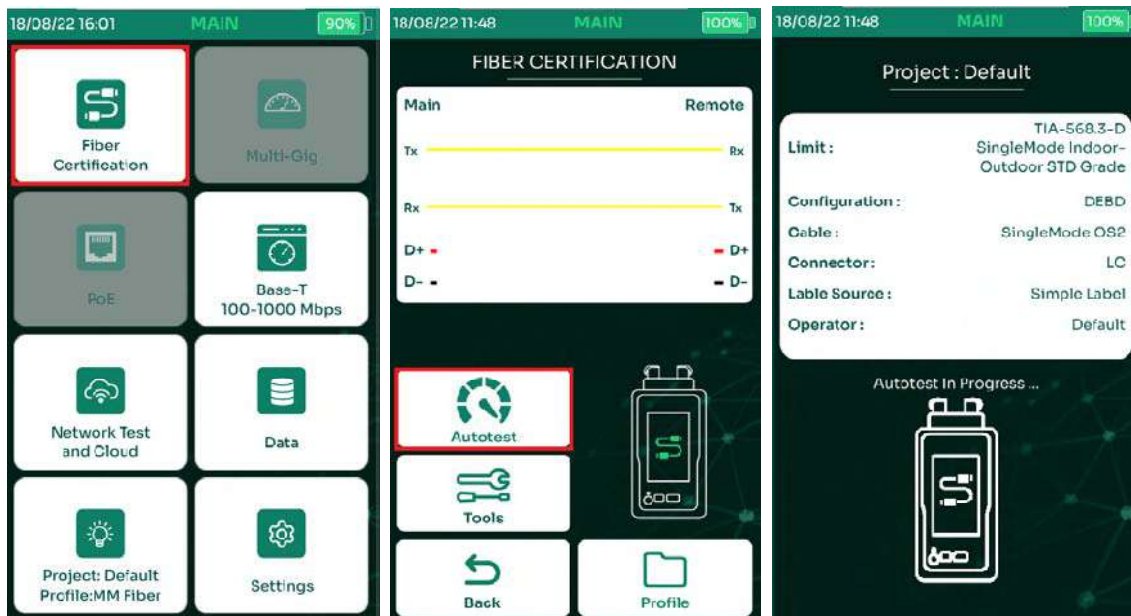 18/08/22 16:01 MAIN 90%
Fiber
Certification
Multi-Gig
PoE
Base-T
100-1000 Mbps
Network Test
and Cloud
Data
Project: Default
Profile:MM Fiber
Settings
18/08/22 11:48 MAIN 100%
FIBER CERTIFICATION
Main Remote
Tx Rx
Rx Tx
D+ - - D+
D- - - D-
Autotest
Tools
Back
Profile
18/08/22 11:48 MAIN 100%
Project : Default
Limit : TIA-568.3-D
SingleMode Indoor-
Outdoor STD Grade
Configuration : DEBD
Cable : SingleMode OS2
Connector : LC
Lable Source : Simple Label
Operator : Default
Autotest In Progress ...